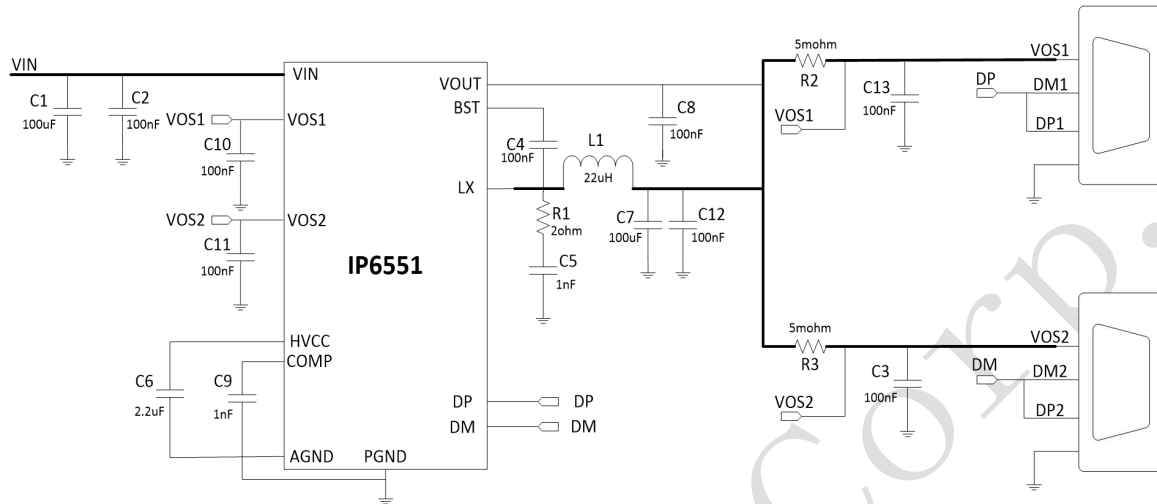 VIN
C1
100uF
C2
100nF
VOS1
C10
100nF
VOS2
C11
100nF
C6
2.2uF
C9
1nF
VIN
VOS1
VOS2
HVCC
COMP
AGND
PGND
IP6551
VOUT
BST
LX
DP
DM
DP
DM
C4
100nF
L1
22uH
R1
2ohm
C5
1nF
C8
100nF
C7
100uF
C12
100nF
5mohm
R2
VOS1
C13
100nF
VOS1
DP
DM1
DP1
5mohm
R3
VOS2
C3
100nF
VOS2
DM
DM2
DP2
Corp.